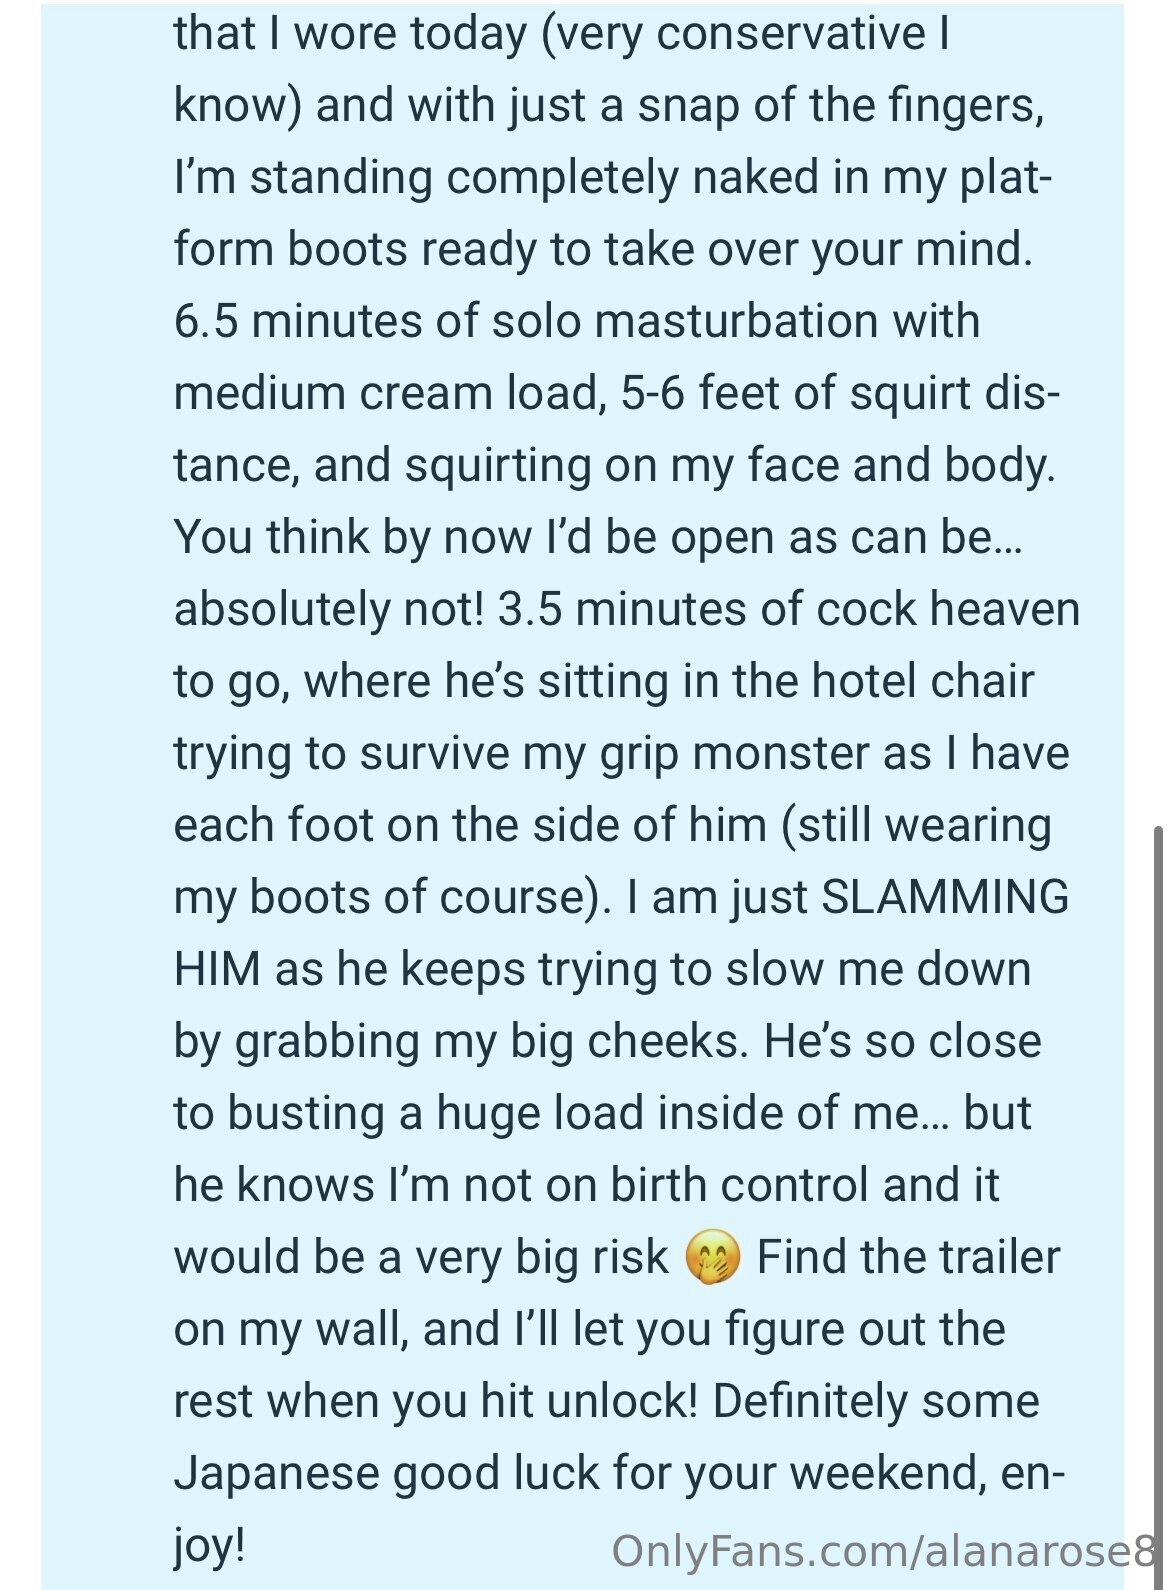 that I wore today (very conservative I
know) and with just a snap of the fingers,
I’m standing completely naked in my plat-
form boots ready to take over your mind.
6.5 minutes of solo masturbation with
medium cream load, 5-6 feet of squirt dis-
tance, and squirting on my face and body.
You think by now I’d be open as can be…
absolutely not! 3.5 minutes of cock heaven
to go, where he’s sitting in the hotel chair
trying to survive my grip monster as I have
each foot on the side of him (still wearing
my boots of course). I am just SLAMMING
HIM as he keeps trying to slow me down
by grabbing my big cheeks. He’s so close
to busting a huge load inside of me… but
he knows I’m not on birth control and it
would be a very big risk 🤭 Find the trailer
on my wall, and I’ll let you figure out the
rest when you hit unlock! Definitely some
Japanese good luck for your weekend, en-
joy!
OnlyFans.com/alanarose8